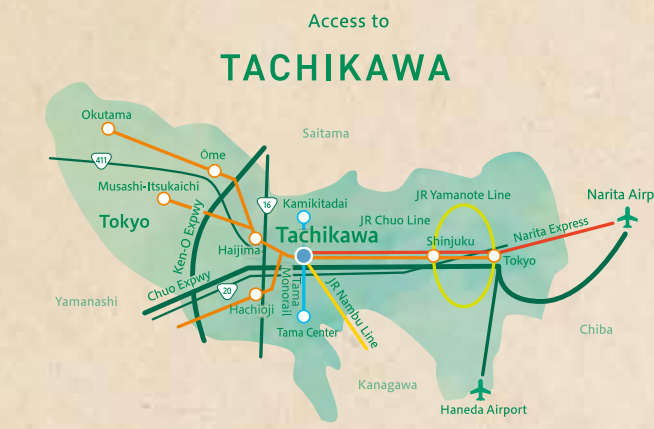 Access to
TACHIKAWA
Okutama
Saitama
411
Ôme
Musashi-Itsukaichi
16
Kamikitadai
JR Yamanote Line
Narita Airp
Tokyo
Ken-O Expwy
JR Chuo Line
Narita Express
Haijima
Tachikawa
Shinjuku
Tokyo
Chuo Expwy
20
Tama
Monorail
Yamanashi
Hachioji
JR Nambu Line
Tama Center
Chiba
Kanagawa
Haneda Airport